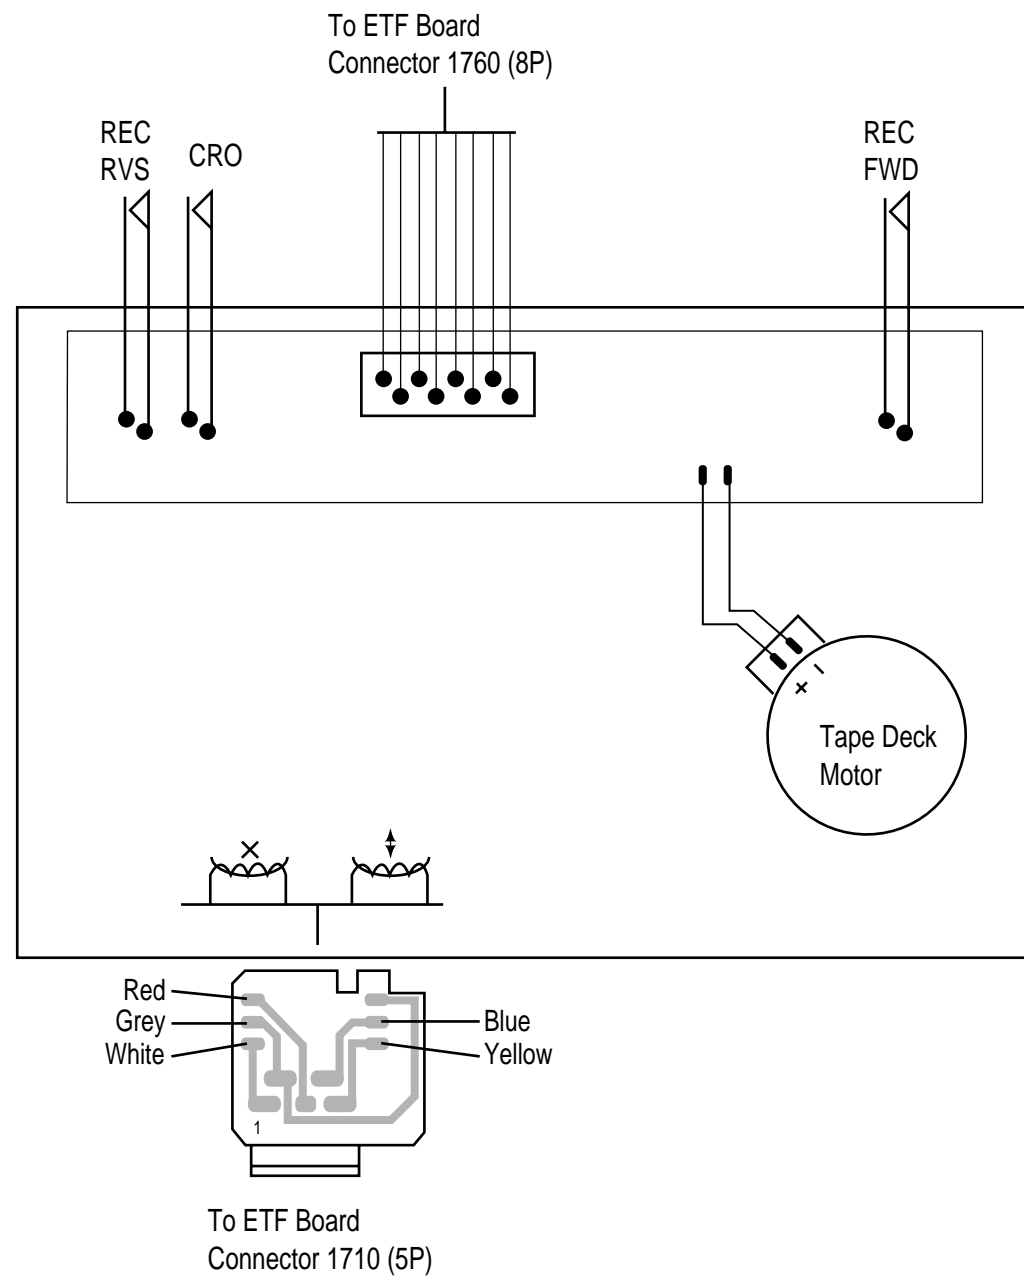 To ETF Board
Connector 1760 (8P)
REC
RVS
CRO
REC
FWD
+ –
Tape Deck
Motor
Red
Grey
White
Blue
Yellow
1
To ETF Board
Connector 1710 (5P)